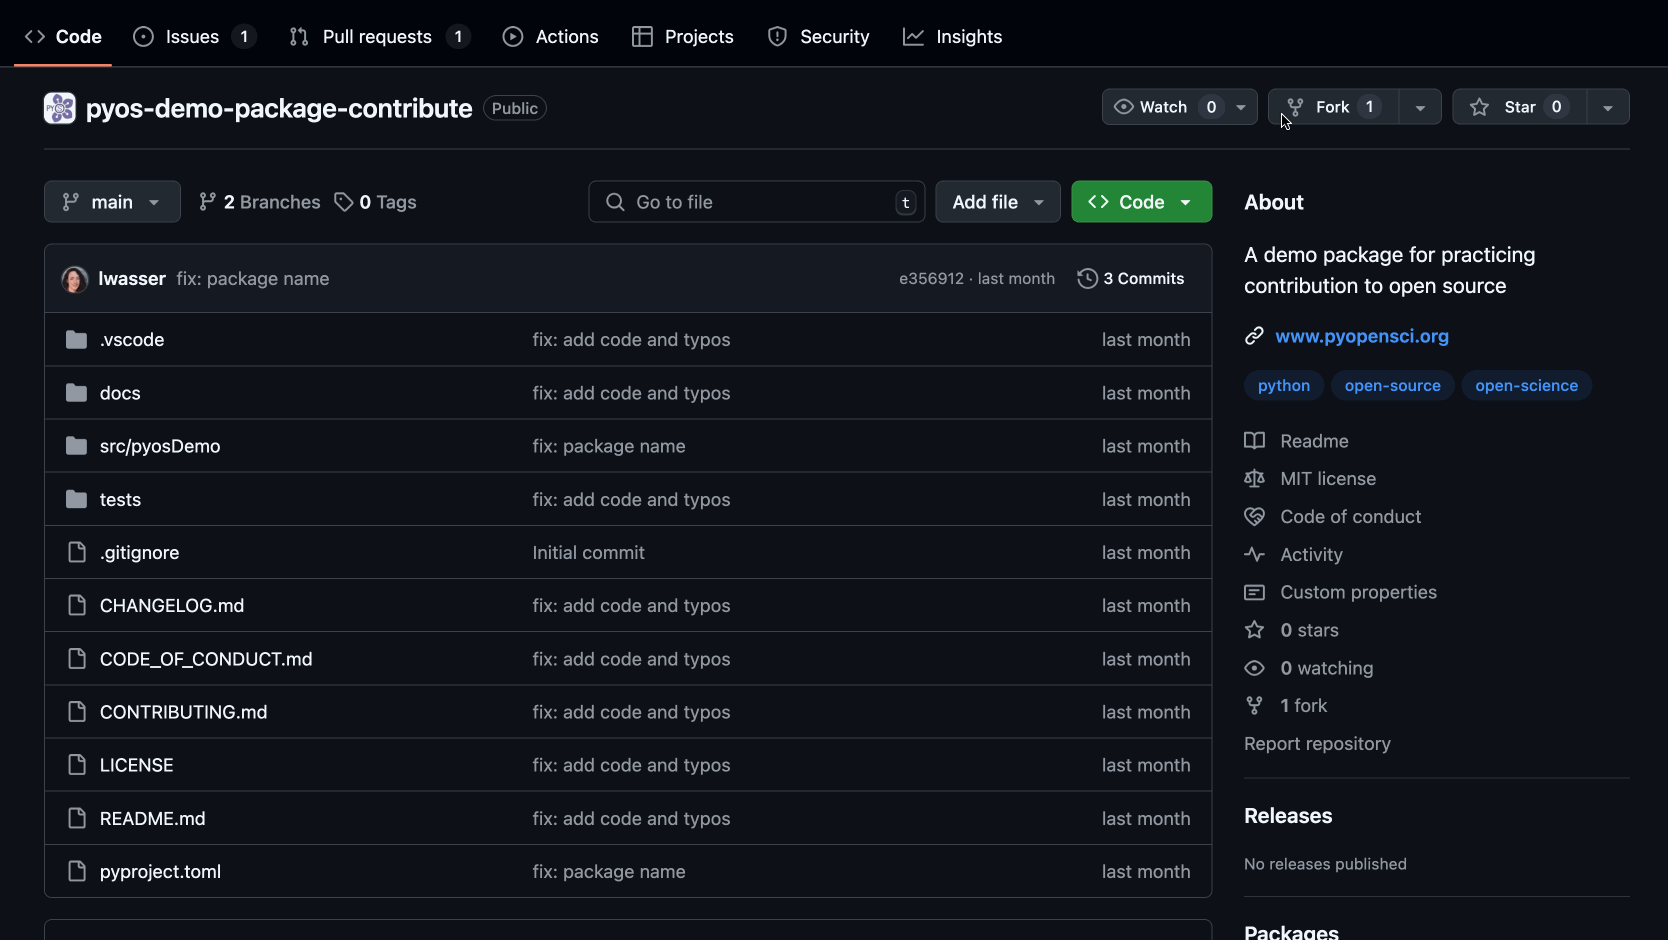 Code Issues 1 Pull requests 1 Actions Projects Security Insights
pyos-demo-package-contribute Public Watch 0 Fork 1 Star 0
main 2 Branches 0 Tags Go to file t Add file Code
lwasser fix: package name e356912 · last month 3 Commits
.vscode fix: add code and typos last month
docs fix: add code and typos last month
src/pyosDemo fix: package name last month
tests fix: add code and typos last month
.gitignore Initial commit last month
CHANGELOG.md fix: add code and typos last month
CODE_OF_CONDUCT.md fix: add code and typos last month
CONTRIBUTING.md fix: add code and typos last month
LICENSE fix: add code and typos last month
README.md fix: add code and typos last month
pyproject.toml fix: package name last month
About
A demo package for practicing
contribution to open source
www.pyopensci.org
python open-source open-science
Readme
MIT license
Code of conduct
Activity
Custom properties
0 stars
0 watching
1 fork
Report repository
Releases
No releases published
Packages